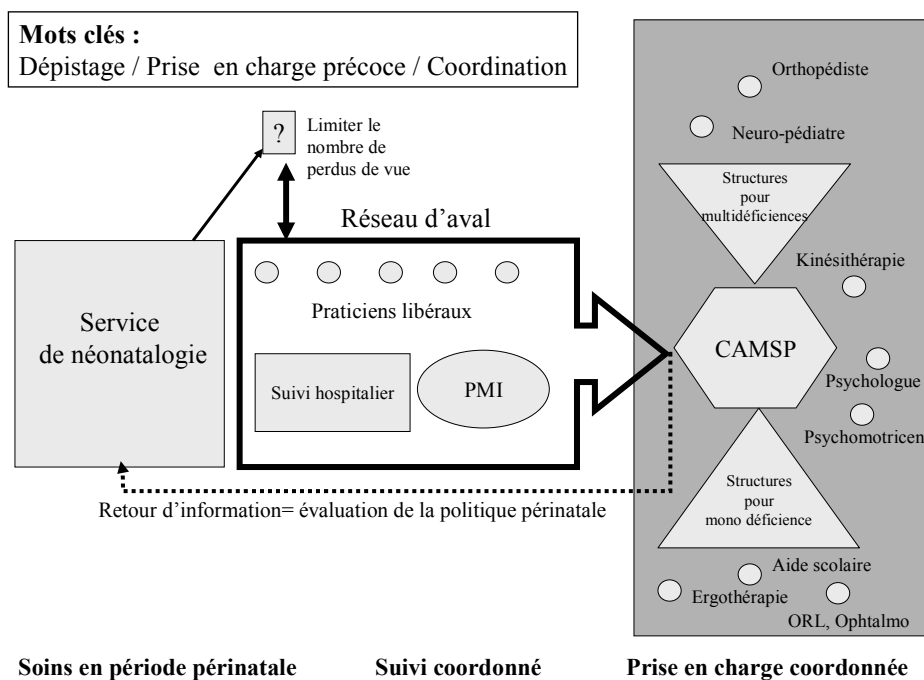 Mots clés :
Dépistage / Prise en charge précoce / Coordination
?
Limiter le
nombre de
perdus de vue
Réseau d’aval
Service
de néonatalogie
Praticiens libéraux
Suivi hospitalier
PMI
Retour d’information= évaluation de la politique périnatale
Orthopédiste
Neuro-pédiatre
Structures
pour
multidéficiences
Kinésithérapie
CAMSP
Psychologue
Psychomotricen
Structures
pour
mono déficience
Aide scolaire
Ergothérapie
ORL, Ophtalmo
Soins en période périnatale
Suivi coordonné
Prise en charge coordonnée